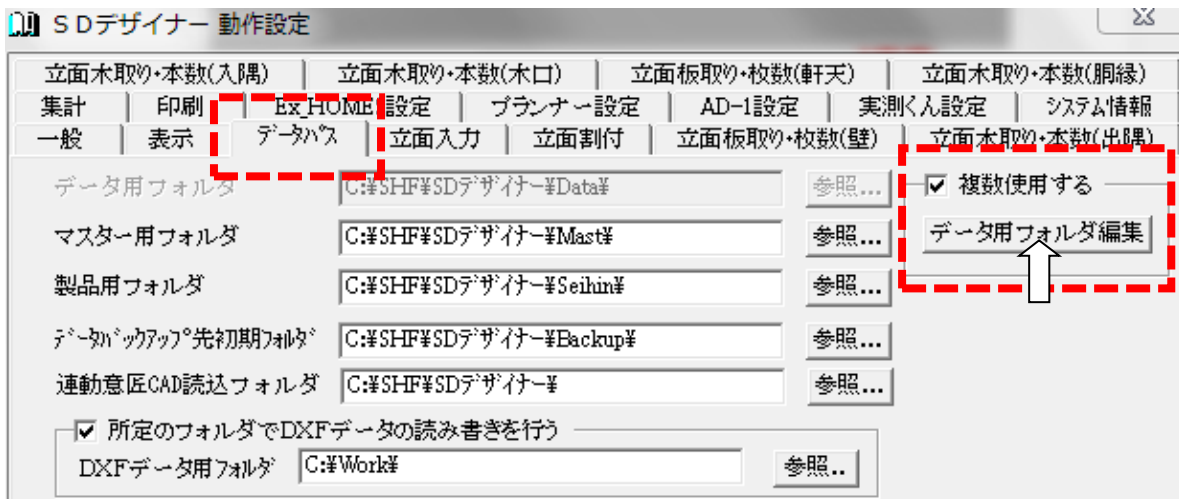 SDデザイナー 動作設定
立面木取り・本数(入隅) 立面木取り・本数(木口) 立面板取り・枚数(軒天) 立面木取り・本数(胴縁)
集計 印刷 Ex_HOME設定 プランナー設定 AD-1設定 実測くん設定 システム情報
一般 表示 データパス 立面入力 立面割付 立面板取り・枚数(壁) 立面木取り・本数(出隅)
データ用フォルダ C:¥SHF¥SDデザイナー¥Data¥ 参照... 複数使用する
マスター用フォルダ C:¥SHF¥SDデザイナー¥Mast¥ 参照... データ用フォルダ編集
製品用フォルダ C:¥SHF¥SDデザイナー¥Seihin¥ 参照...
データバックアップ先初期フォルダ C:¥SHF¥SDデザイナー¥Backup¥ 参照...
連動意匠CAD読込フォルダ C:¥SHF¥SDデザイナー¥ 参照...
所定のフォルダでDXFデータの読み書きを行う
DXFデータ用フォルダ C:¥Work¥ 参照..